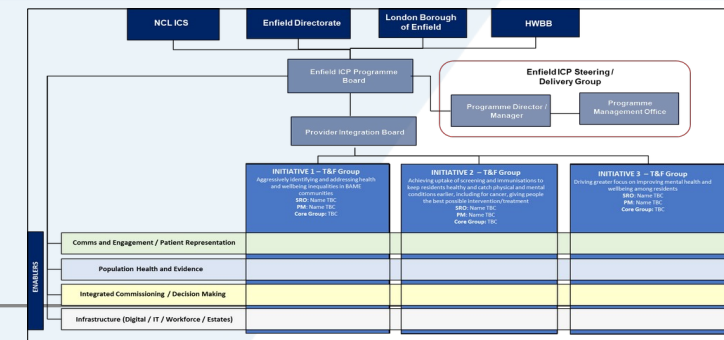 NCL ICS
Enfield Directorate
London Borough
of Enfield
HWBB
Enfield ICP Programme
Board
Enfield ICP Steering /
Delivery Group
Programme Director /
Manager
Programme
Management Office
Provider Integration Board
INITIATIVE 1 – T&F Group
Aggressively identifying and addressing health
and wellbeing inequalities in BAME
communities
SRO: Name TBC
PM: Name TBC
Core Group: TBC
INITIATIVE 2 – T&F Group
Achieving uptake of screening and immunisations to
keep residents healthy and catch physical and mental
conditions earlier, including for cancer, giving people
the best possible intervention/treatment
SRO: Name TBC
PM: Name TBC
Core Group: TBC
INITIATIVE 3 – T&F Group
Driving greater focus on improving mental health and
wellbeing among residents
SRO: Name TBC
PM: Name TBC
Core Group: TBC
ENABLERS
Comms and Engagement / Patient Representation
Population Health and Evidence
Integrated Commissioning / Decision Making
Infrastructure (Digital / IT / Workforce / Estates)